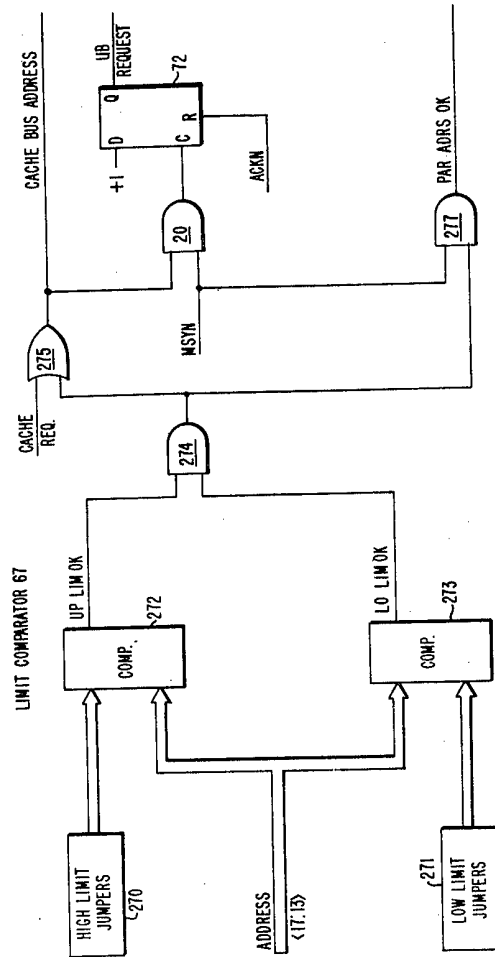 LIMIT COMPARATOR 67
HIGH LIMIT
JUMPERS
270
UP LIM OK
272
COMP.
ADDRESS
<17:13>
LO LIM OK
273
COMP.
271
LOW LIMIT
JUMPERS
274
CACHE
REQ.
275
CACHE BUS ADDRESS
MSYN
20
+1
D
Q
C
R
72
UB
REQUEST
ACKN
277
PAR ADRS OK